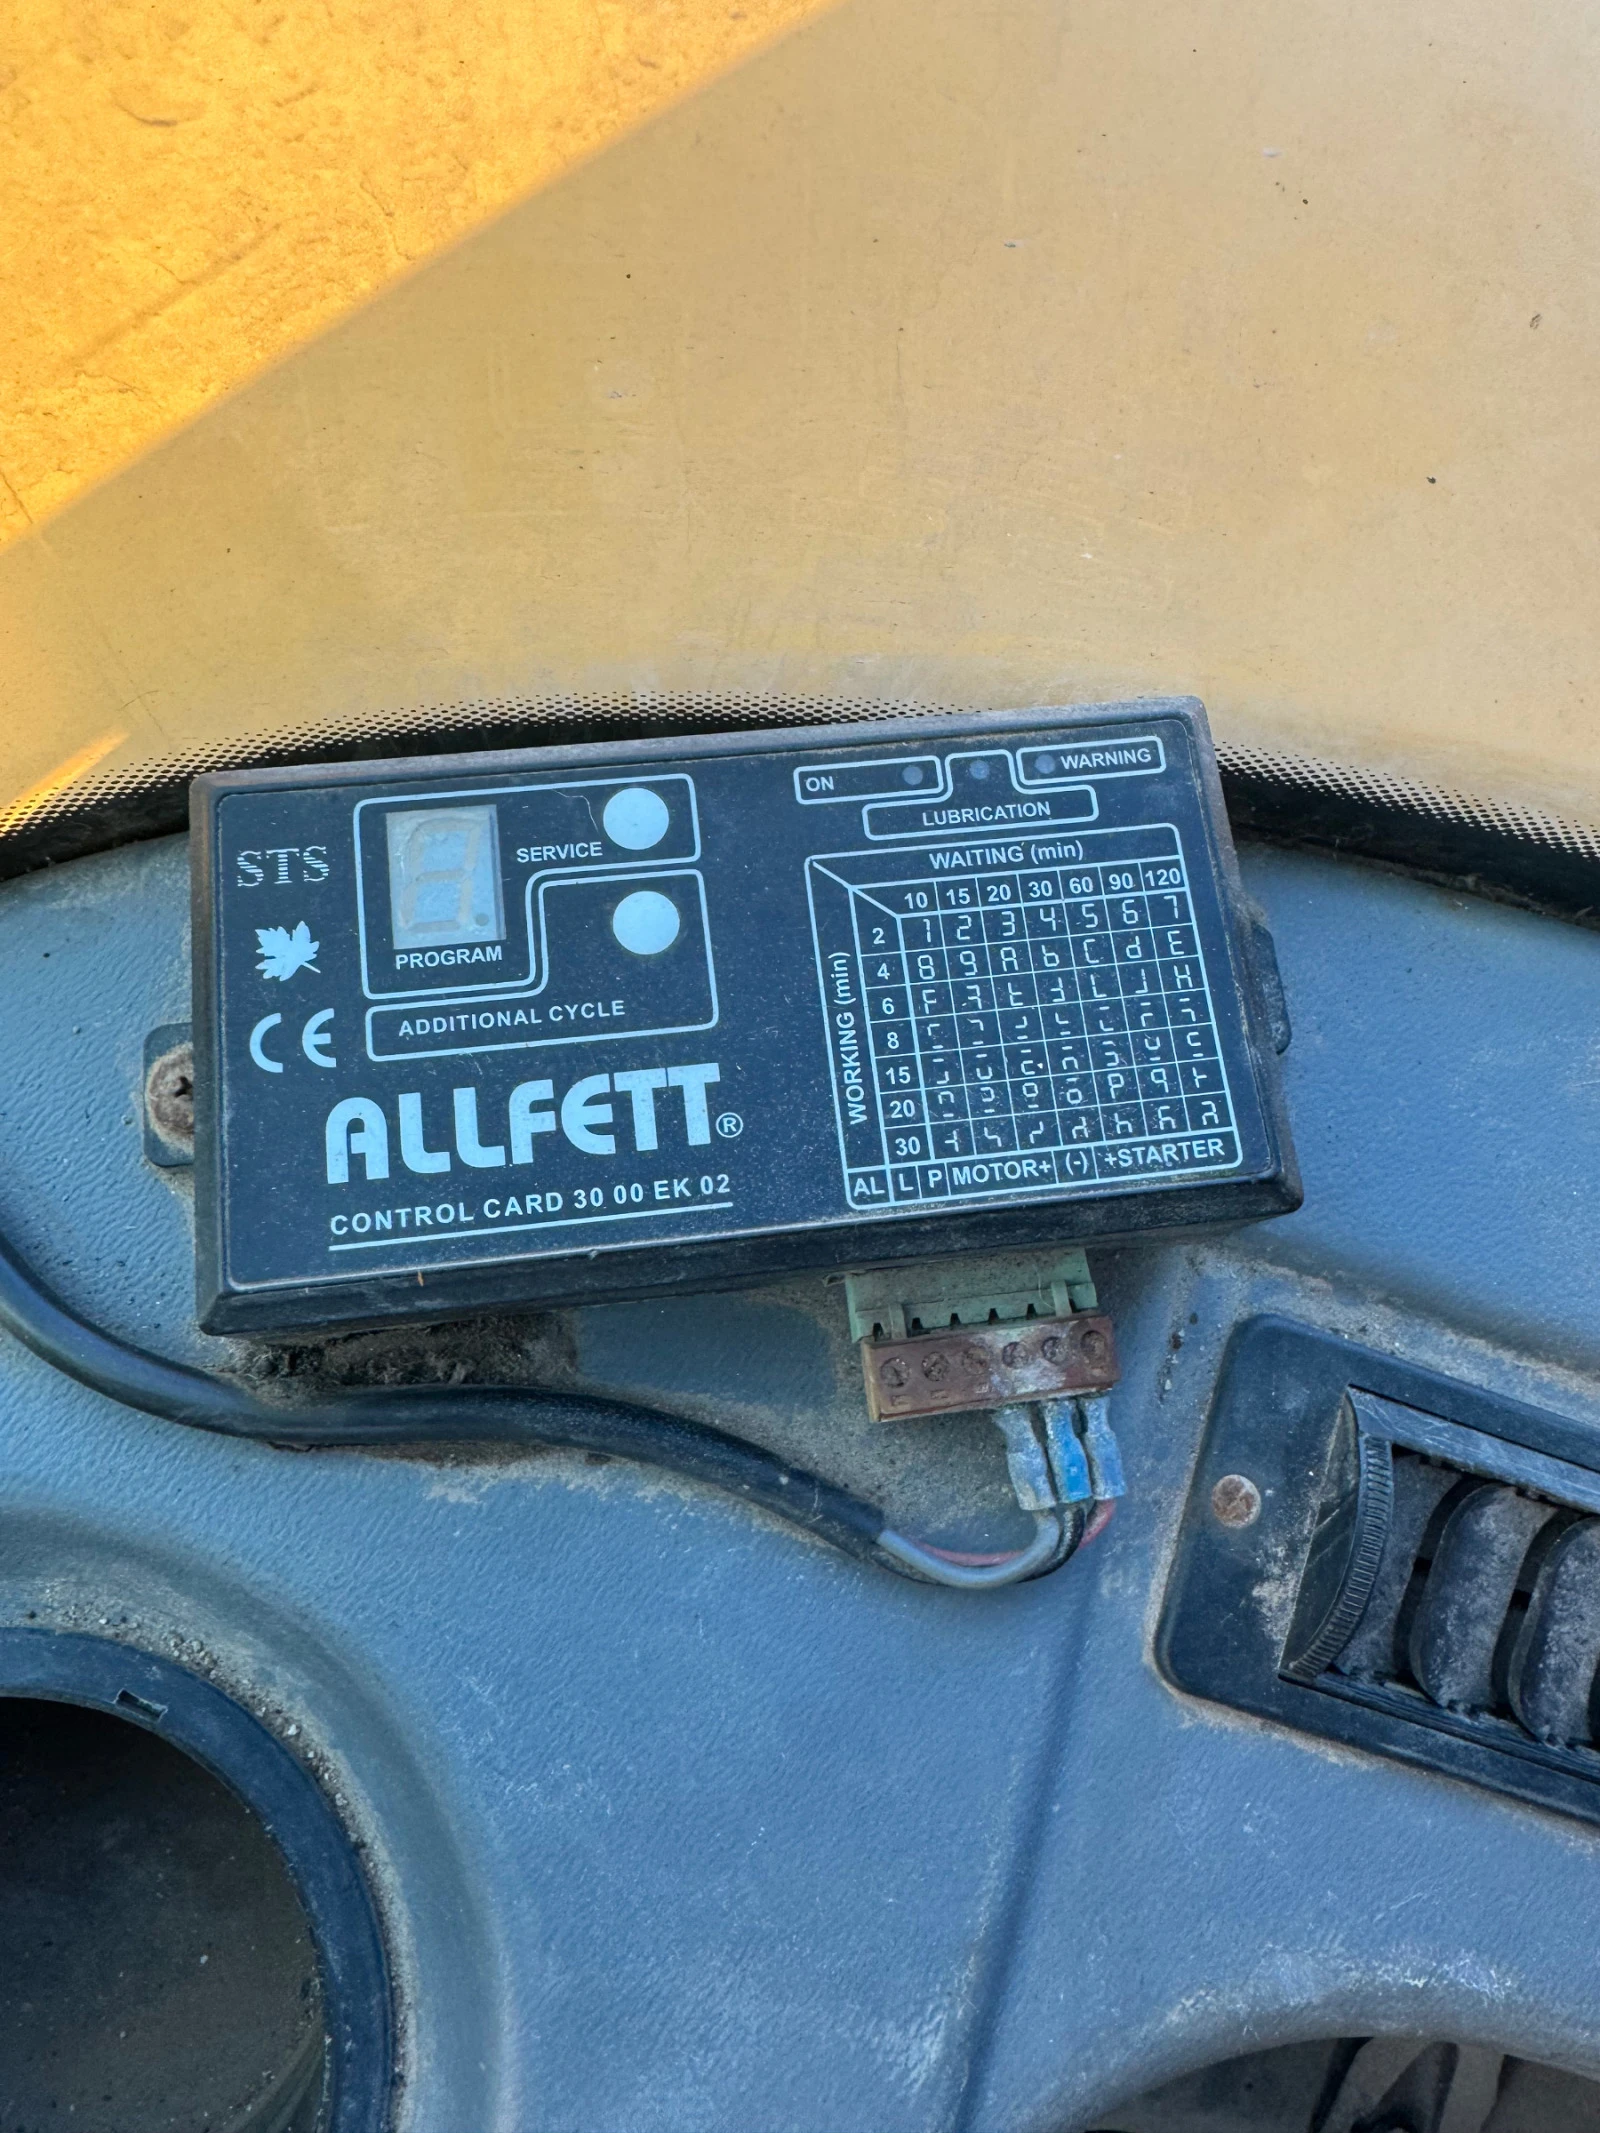 STS
SERVICE
PROGRAM
ADDITIONAL CYCLE
CE
ALLFETT®
CONTROL CARD 30 00 EK 02
ON
WARNING
LUBRICATION
WAITING (min)
10 15 20 30 60 90 120
WORKING (min)
2 1 2 3 4 5 6 7
4 8 9 A b C d E
6 F
8
15
20
30
AL L P MOTOR+ (-) +STARTER